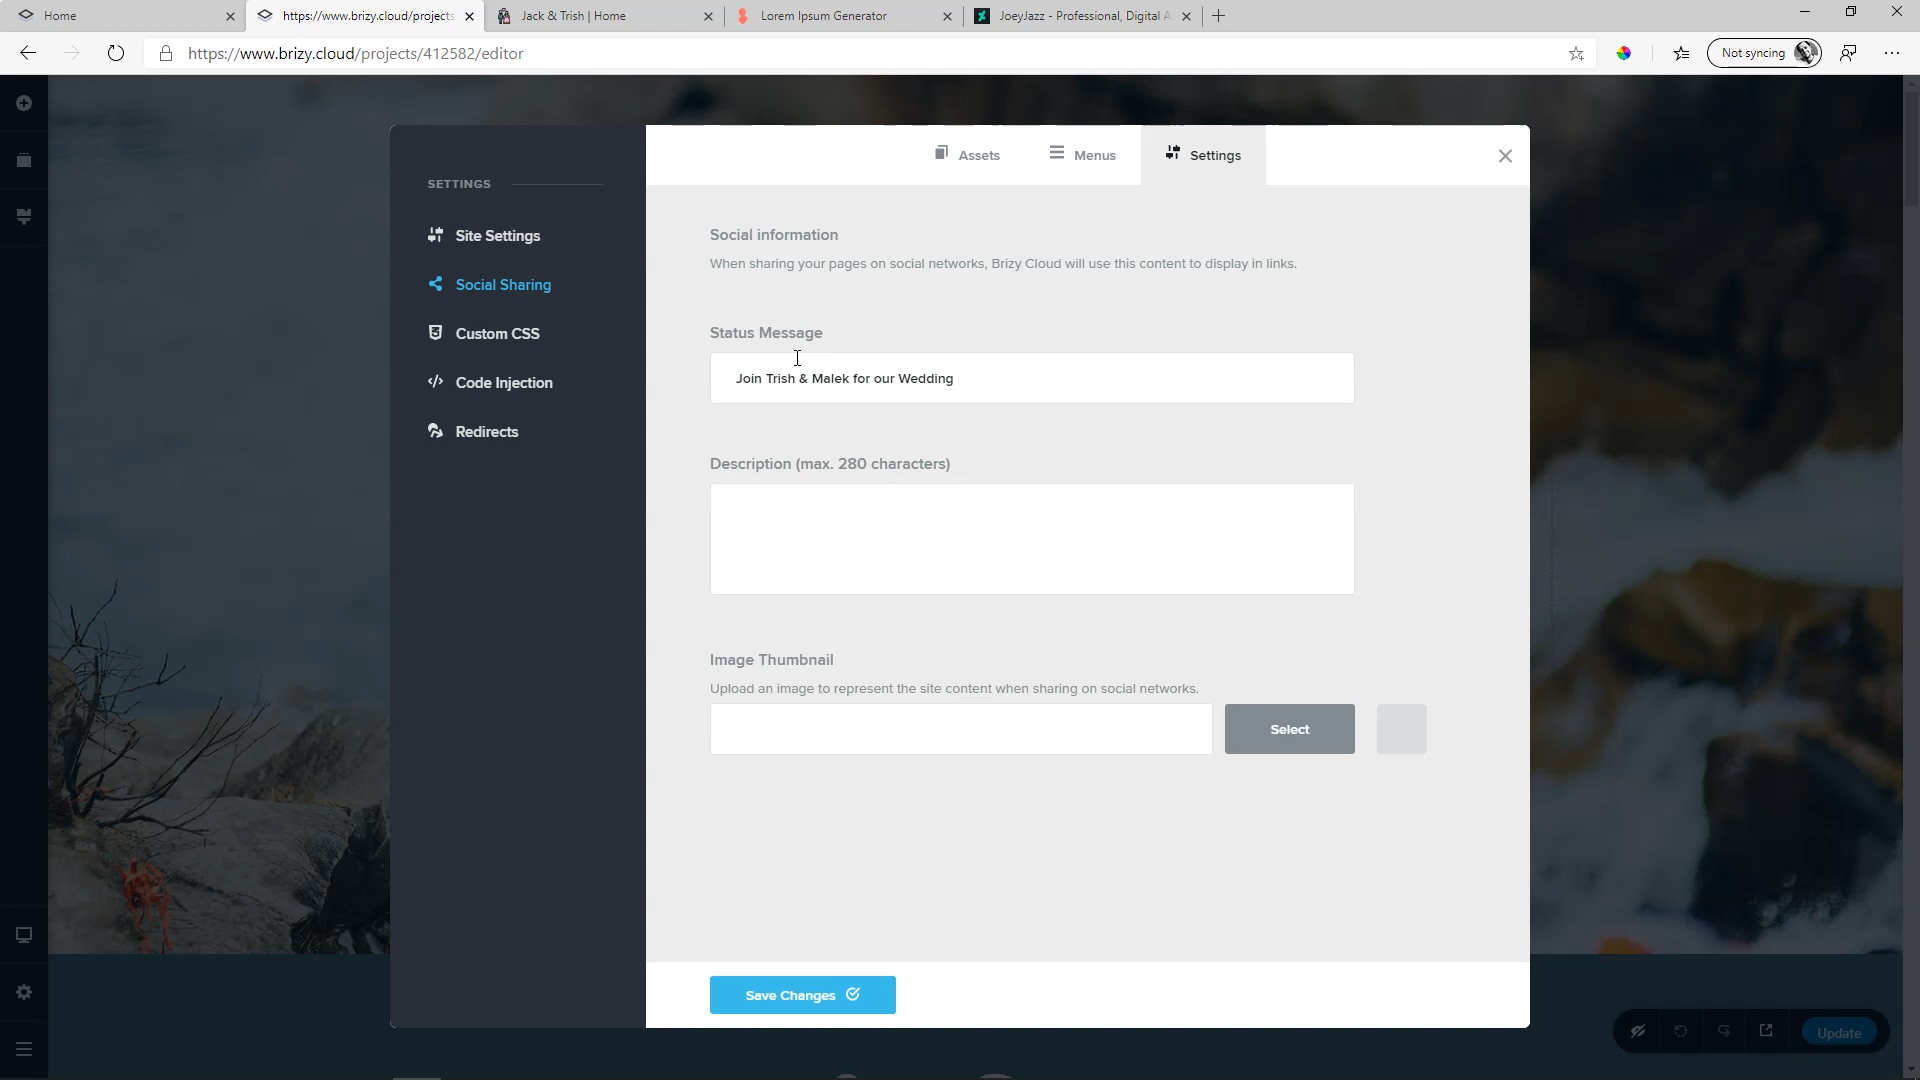 Home
https://www.brizy.cloud/projects
Jack & Trish | Home
Lorem Ipsum Generator
JoeyJazz - Professional, Digital A
https://www.brizy.cloud/projects/412582/editor
Not syncing
Assets
Menus
Settings
SETTINGS
Site Settings
Social Sharing
Custom CSS
Code Injection
Redirects
Social information
When sharing your pages on social networks, Brizy Cloud will use this content to display in links.
Status Message
Join Trish & Malek for our Wedding
Description (max. 280 characters)
Image Thumbnail
Upload an image to represent the site content when sharing on social networks.
Select
Save Changes
Update